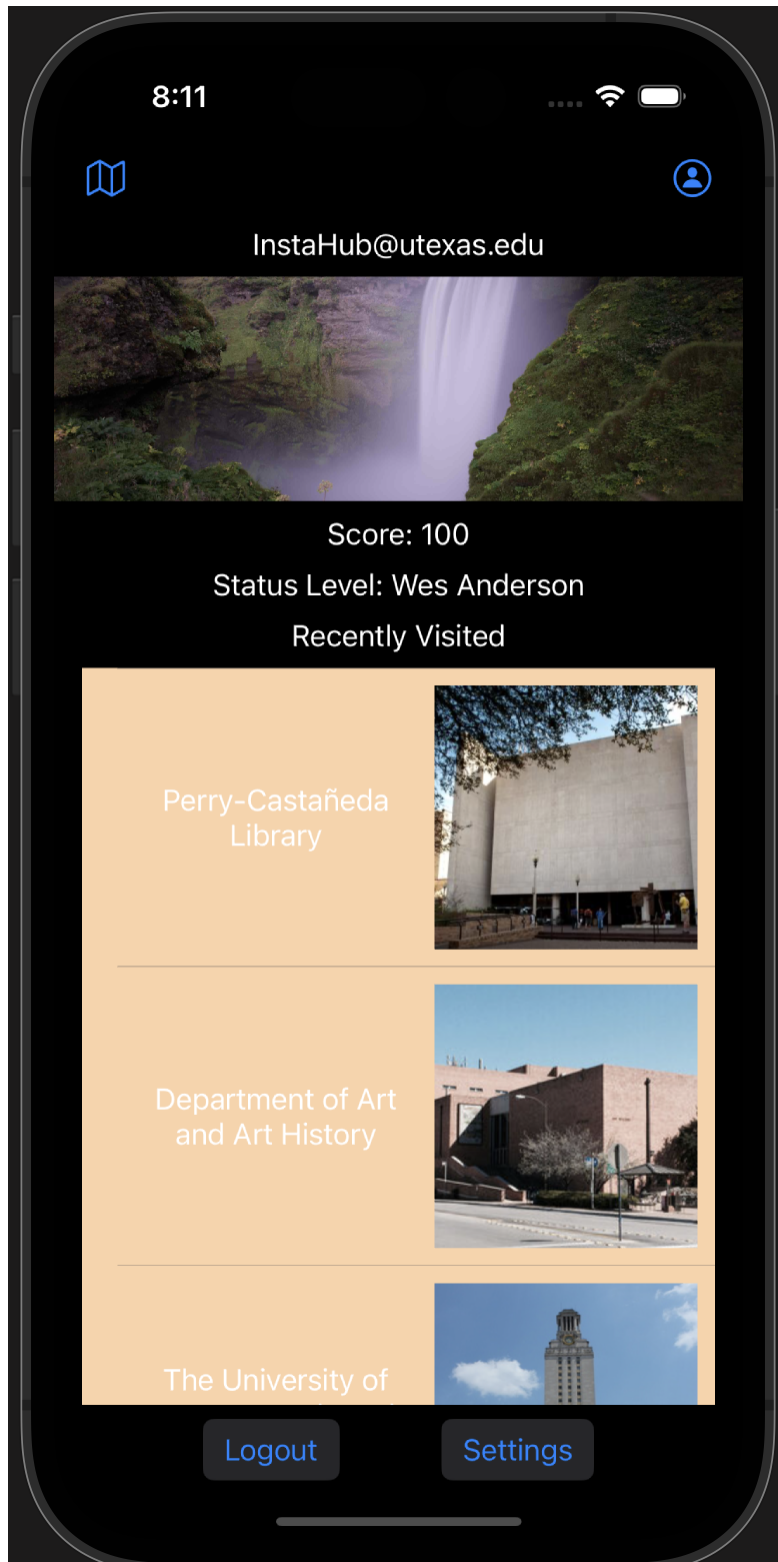 8:11
InstaHub@utexas.edu
Score: 100
Status Level: Wes Anderson
Recently Visited
Perry-Castañeda
Library
Department of Art
and Art History
The University of
Logout
Settings